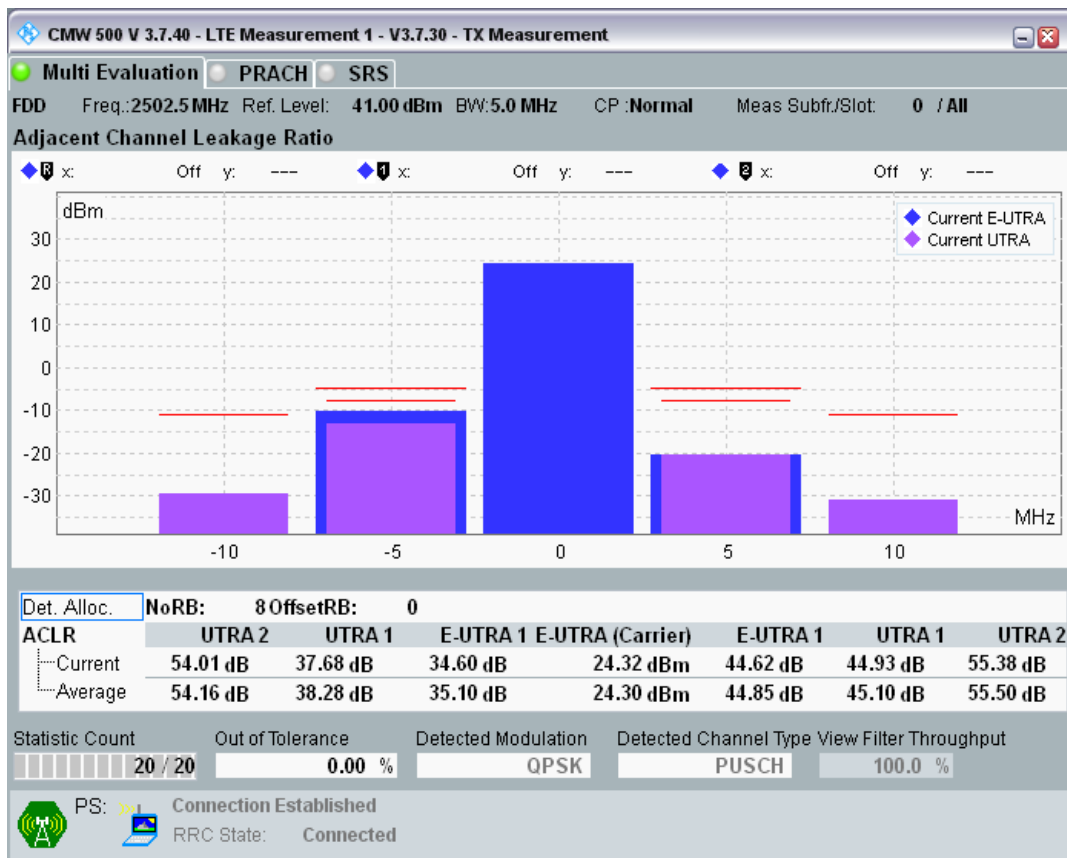 CMW 500 V 3.7.40 - LTE Measurement 1 - V3.7.30 - TX Measurement
Multi Evaluation PRACH SRS
FDD Freq.:2502.5 MHz Ref. Level: 41.00 dBm BW:5.0 MHz CP :Normal Meas Subfr./Slot: 0 / All
Adjacent Channel Leakage Ratio
R x: Off y: --- 1 x: Off y: --- 2 x: Off y: ---
dBm
Current E-UTRA
Current UTRA
30
20
10
0
-10
-20
-30
MHz
-10 -5 0 5 10
Det. Alloc. NoRB: 8 OffsetRB: 0
ACLR UTRA 2 UTRA 1 E-UTRA 1 E-UTRA (Carrier) E-UTRA 1 UTRA 1 UTRA 2
Current 54.01 dB 37.68 dB 34.60 dB 24.32 dBm 44.62 dB 44.93 dB 55.38 dB
Average 54.16 dB 38.28 dB 35.10 dB 24.30 dBm 44.85 dB 45.10 dB 55.50 dB
Statistic Count Out of Tolerance Detected Modulation Detected Channel Type View Filter Throughput
20 / 20 0.00 % QPSK PUSCH 100.0 %
PS: Connection Established
RRC State: Connected